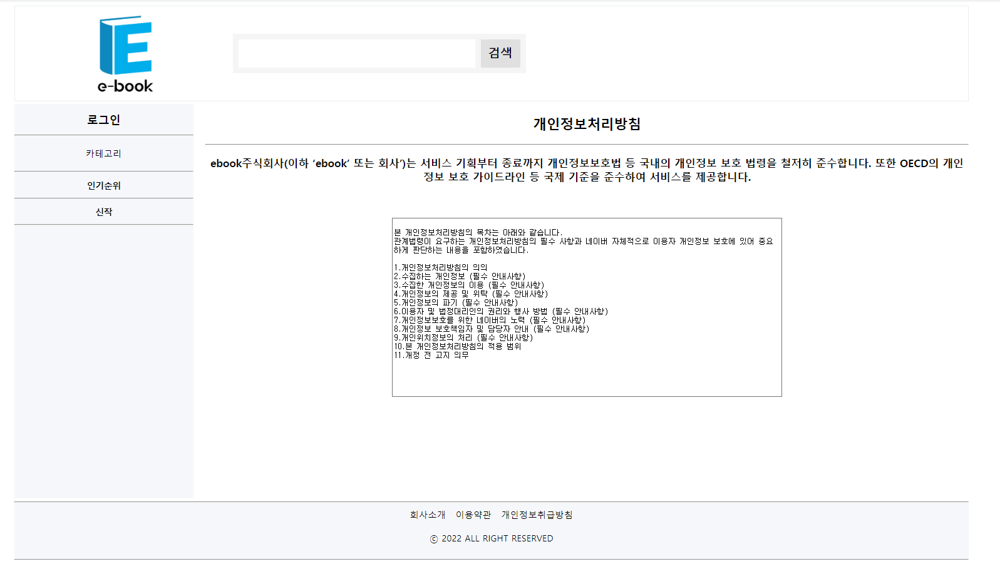 e-book
검색
로그인
카테고리
인기순위
신작
개인정보처리방침
ebook주식회사(이하 ‘ebook’ 또는 회사’)는 서비스 기획부터 종료까지 개인정보보호법 등 국내의 개인정보 보호 법령을 철저히 준수합니다. 또한 OECD의 개인
정보 보호 가이드라인 등 국제 기준을 준수하여 서비스를 제공합니다.
본 개인정보처리방침의 목차는 아래와 같습니다.
관계법령이 요구하는 개인정보처리방침의 필수 사항과 네이버 자체적으로 이용자 개인정보 보호에 있어 중요
하게 판단하는 내용을 포함하였습니다.
1.개인정보처리방침의 의의
2.수집하는 개인정보 (필수 안내사항)
3.수집한 개인정보의 이용 (필수 안내사항)
4.개인정보의 제공 및 위탁 (필수 안내사항)
5.개인정보의 파기 (필수 안내사항)
6.이용자 및 법정대리인의 권리와 행사 방법 (필수 안내사항)
7.개인정보보호를 위한 네이버의 노력 (필수 안내사항)
8.개인정보 보호책임자 및 담당자 안내 (필수 안내사항)
9.개인위치정보의 처리 (필수 안내사항)
10.본 개인정보처리방침의 적용 범위
11.개정 전 고지 의무
회사소개 이용약관 개인정보취급방침
ⓒ 2022 ALL RIGHT RESERVED